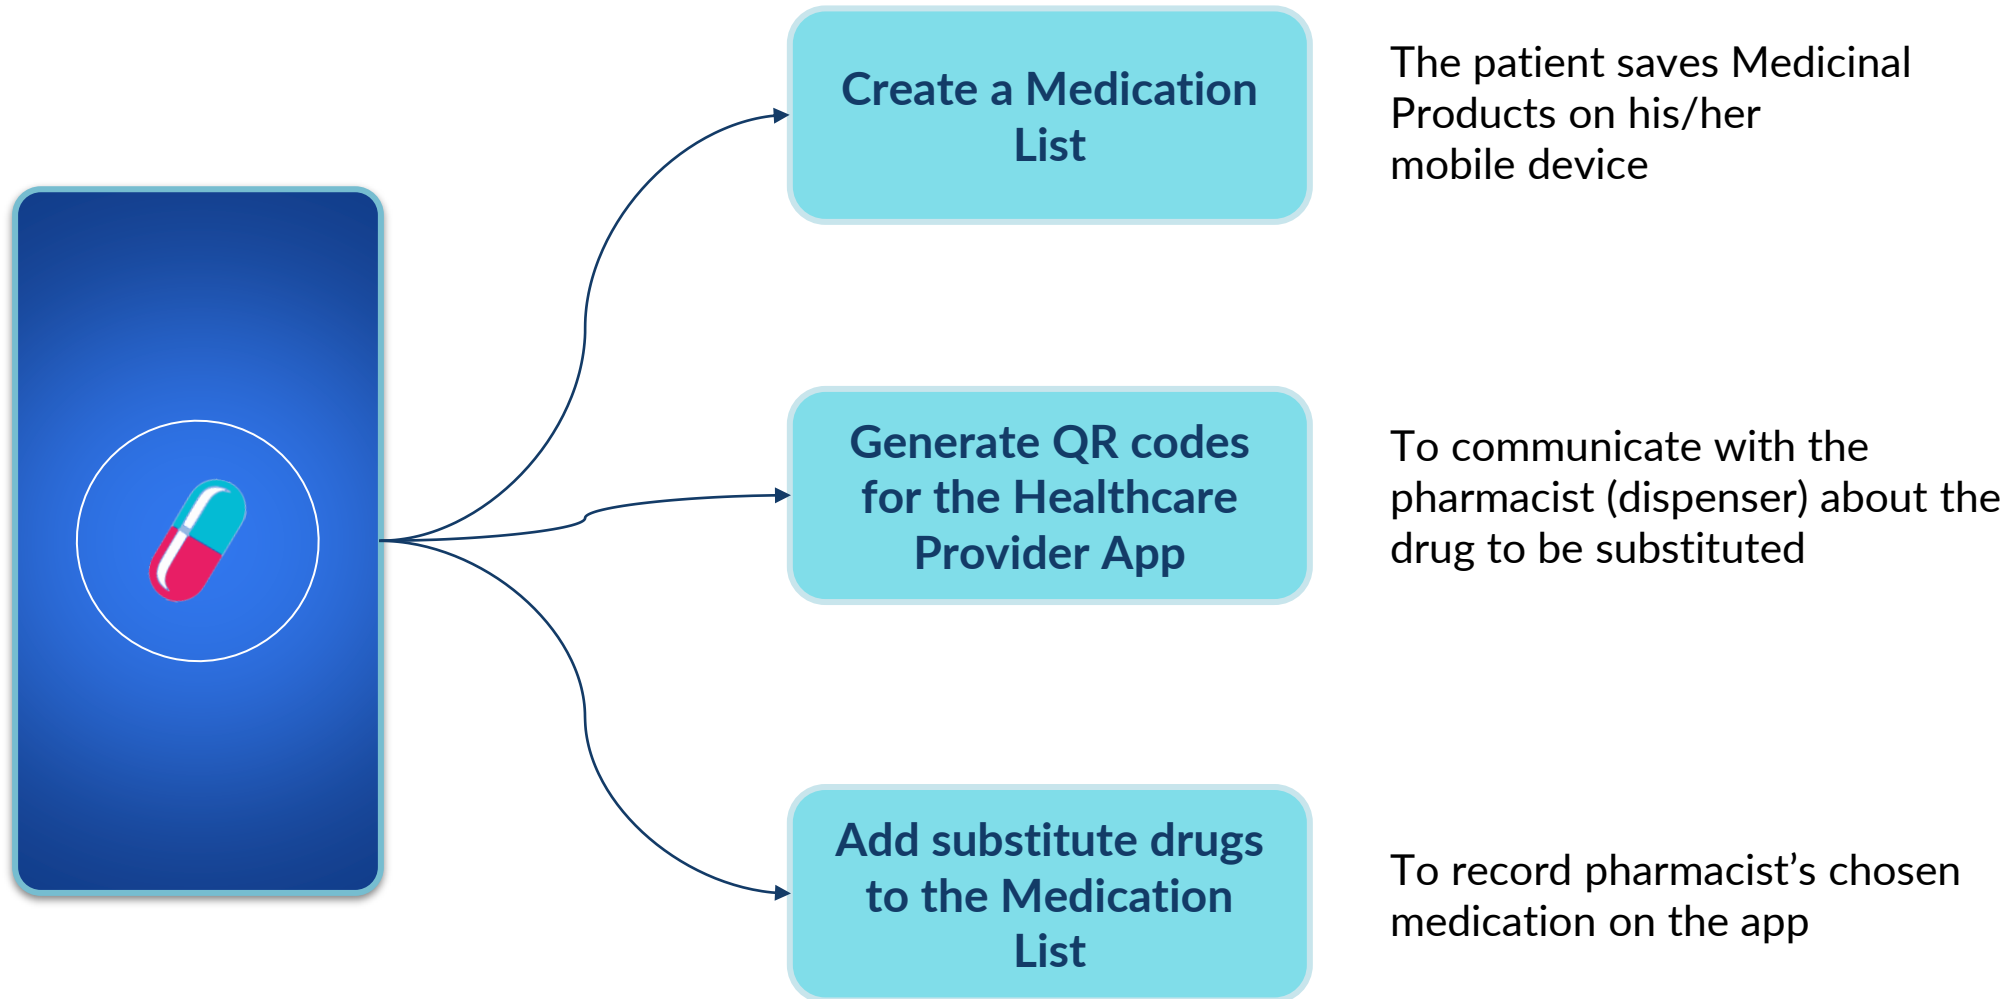 Create a Medication
List
The patient saves Medicinal
Products on his/her
mobile device
Generate QR codes
for the Healthcare
Provider App
To communicate with the
pharmacist (dispenser) about the
drug to be substituted
Add substitute drugs
to the Medication
List
To record pharmacist’s chosen
medication on the app